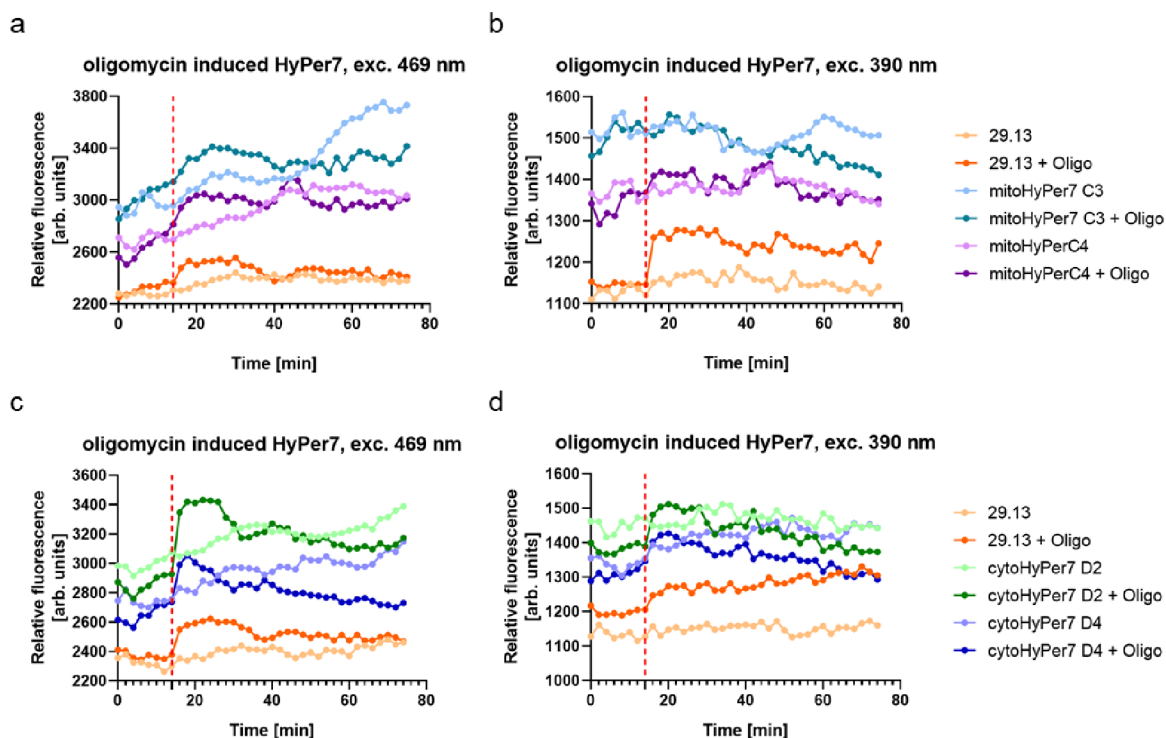 a
oligomycin induced HyPer7, exc. 469 nm
Relative fluorescence
[arb. units]
3800
3400
3000
2600
2200
0 20 40 60 80
Time [min]
b
oligomycin induced HyPer7, exc. 390 nm
Relative fluorescence
[arb. units]
1600
1500
1400
1300
1200
1100
0 20 40 60 80
Time [min]
29.13
29.13 + Oligo
mitoHyPer7 C3
mitoHyPer7 C3 + Oligo
mitoHyPerC4
mitoHyPerC4 + Oligo
c
oligomycin induced HyPer7, exc. 469 nm
Relative fluorescence
[arb. units]
3600
3400
3200
3000
2800
2600
2400
2200
0 20 40 60 80
Time [min]
d
oligomycin induced HyPer7, exc. 390 nm
Relative fluorescence
[arb. units]
1600
1500
1400
1300
1200
1100
1000
0 20 40 60 80
Time [min]
29.13
29.13 + Oligo
cytoHyPer7 D2
cytoHyPer7 D2 + Oligo
cytoHyPer7 D4
cytoHyPer7 D4 + Oligo